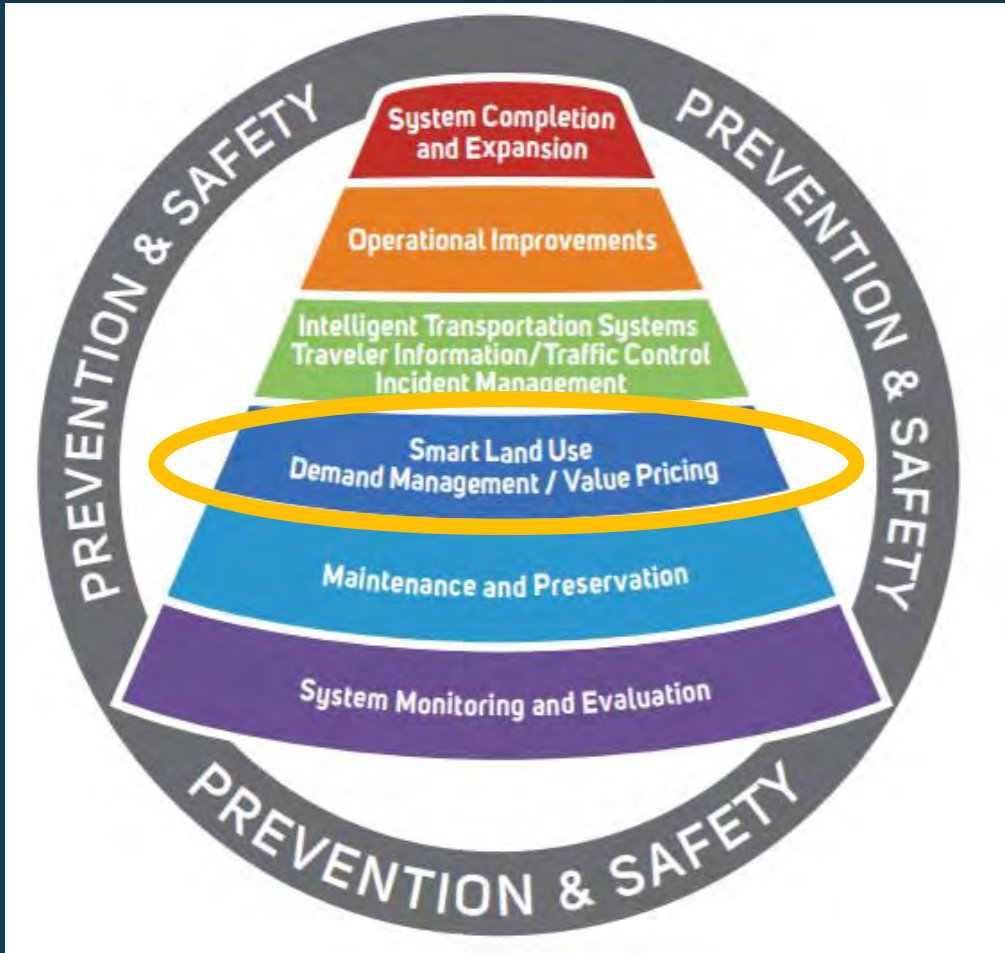 PREVENTION & SAFETY
PREVENTION & SAFETY
System Completion
and Expansion
Operational Improvements
Intelligent Transportation Systems
Traveler Information/Traffic Control
Incident Management
Smart Land Use
Demand Management / Value Pricing
Maintenance and Preservation
System Monitoring and Evaluation
PREVENTION & SAFETY